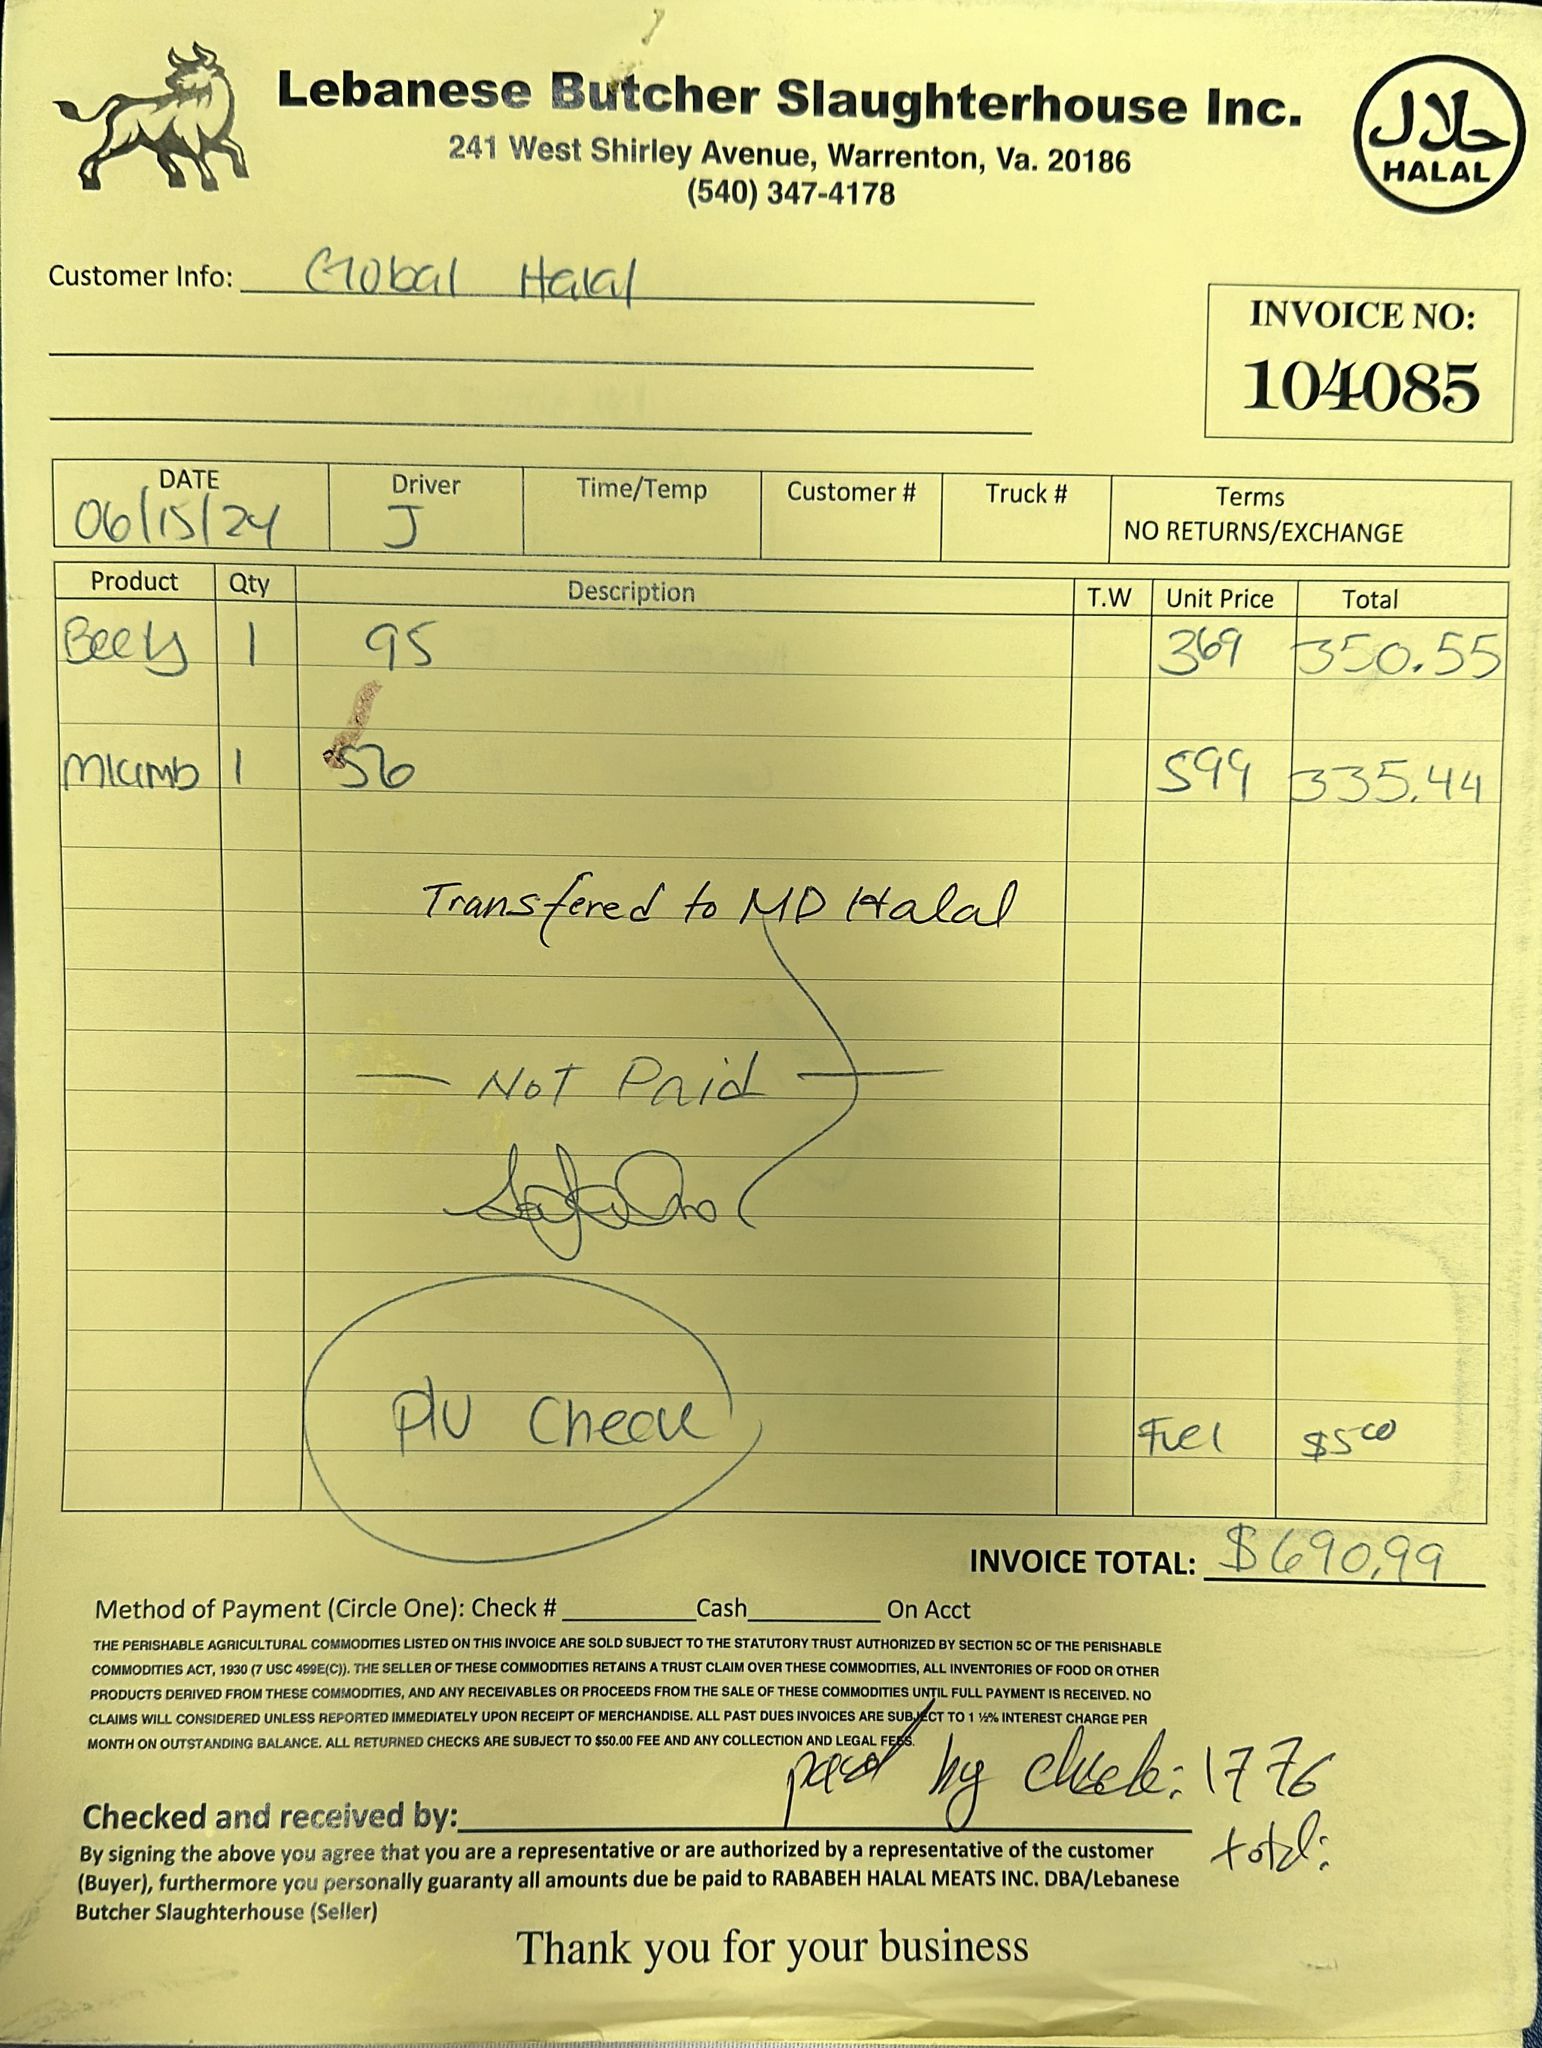 Lebanese Butcher Slaughterhouse Inc.
241 West Shirley Avenue, Warrenton, Va. 20186
(540) 347-4178
حلال
HALAL
Customer Info: Global Halal
INVOICE NO:
104085
DATE Driver Time/Temp Customer # Truck # Terms
06/15/24 J NO RETURNS/EXCHANGE
Product Qty Description T.W Unit Price Total
1 95 369 350.55
1 56 599 335.44
Transfered to MD Halal
— NOT Paid —
P/U Check
Fuel $5.00
INVOICE TOTAL: $690.99
Method of Payment (Circle One): Check # Cash On Acct
THE PERISHABLE AGRICULTURAL COMMODITIES LISTED ON THIS INVOICE ARE SOLD SUBJECT TO THE STATUTORY TRUST AUTHORIZED BY SECTION 5C OF THE PERISHABLE
COMMODITIES ACT, 1930 (7 USC 499E(C)). THE SELLER OF THESE COMMODITIES RETAINS A TRUST CLAIM OVER THESE COMMODITIES, ALL INVENTORIES OF FOOD OR OTHER
PRODUCTS DERIVED FROM THESE COMMODITIES, AND ANY RECEIVABLES OR PROCEEDS FROM THE SALE OF THESE COMMODITIES UNTIL FULL PAYMENT IS RECEIVED. NO
CLAIMS WILL CONSIDERED UNLESS REPORTED IMMEDIATELY UPON RECEIPT OF MERCHANDISE. ALL PAST DUES INVOICES ARE SUBJECT TO 1 ½% INTEREST CHARGE PER
MONTH ON OUTSTANDING BALANCE. ALL RETURNED CHECKS ARE SUBJECT TO $50.00 FEE AND ANY COLLECTION AND LEGAL FEES.
paid by check: 1776
total:
Checked and received by:
By signing the above you agree that you are a representative or are authorized by a representative of the customer
(Buyer), furthermore you personally guaranty all amounts due be paid to RABABEH HALAL MEATS INC. DBA/Lebanese
Butcher Slaughterhouse (Seller)
Thank you for your business